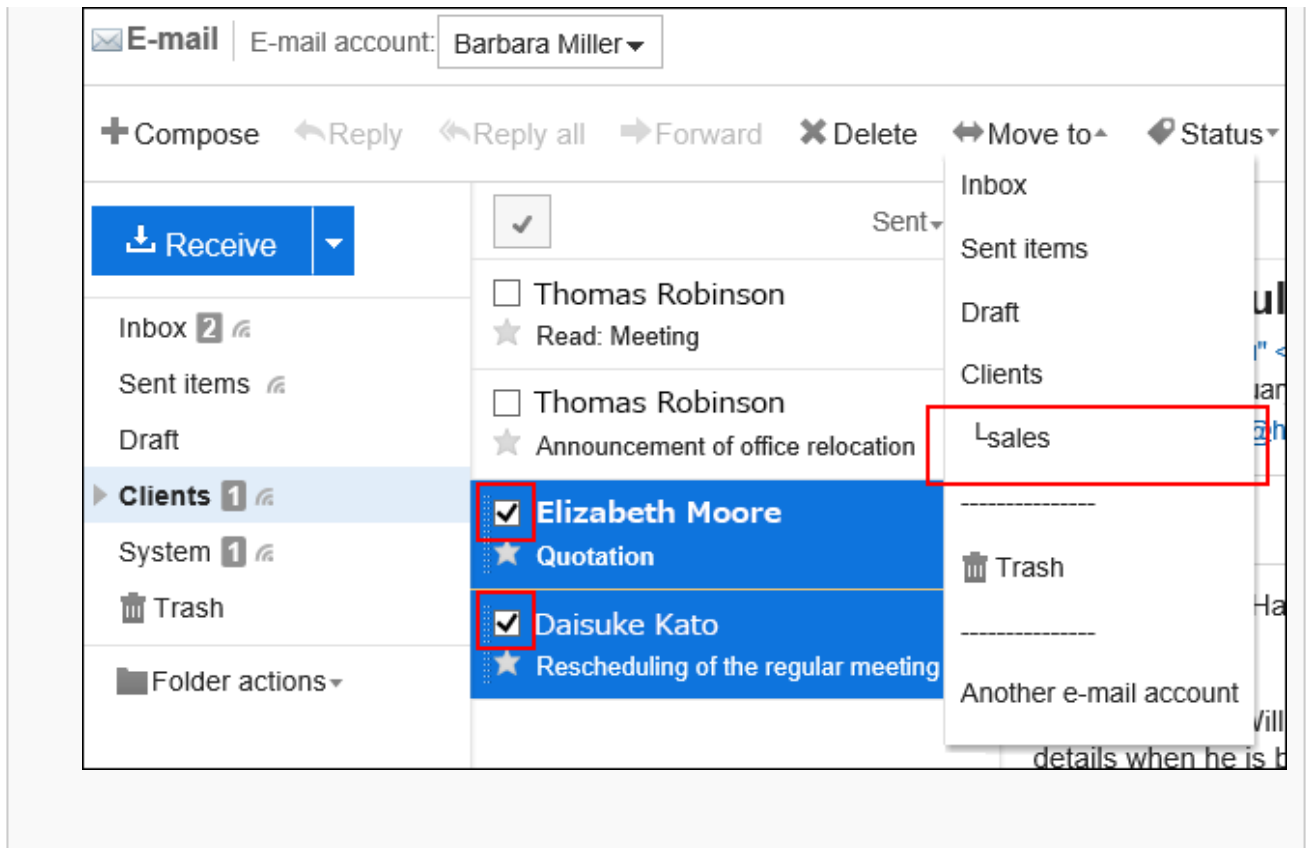 E-mail E-mail account: Barbara Miller
Compose Reply Reply all Forward Delete Move to Status
Receive
Inbox 2
Sent items
Draft
Clients 1
System 1
Trash
Folder actions
Sent
Thomas Robinson
Read: Meeting
Thomas Robinson
Announcement of office relocation
Elizabeth Moore
Quotation
Daisuke Kato
Rescheduling of the regular meeting
Inbox
Sent items
Draft
Clients
└sales
---------------
Trash
---------------
Another e-mail account
details when he is